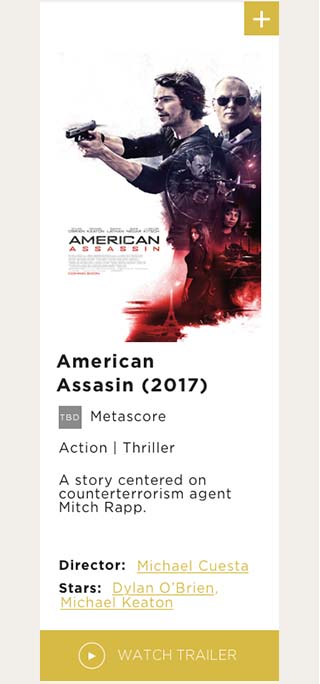 +
AMERICAN
ASSASSIN
American
Assasin (2017)
TBD Metascore
Action | Thriller
A story centered on
counterterrorism agent
Mitch Rapp.
Director: Michael Cuesta
Stars: Dylan O'Brien,
Michael Keaton
WATCH TRAILER